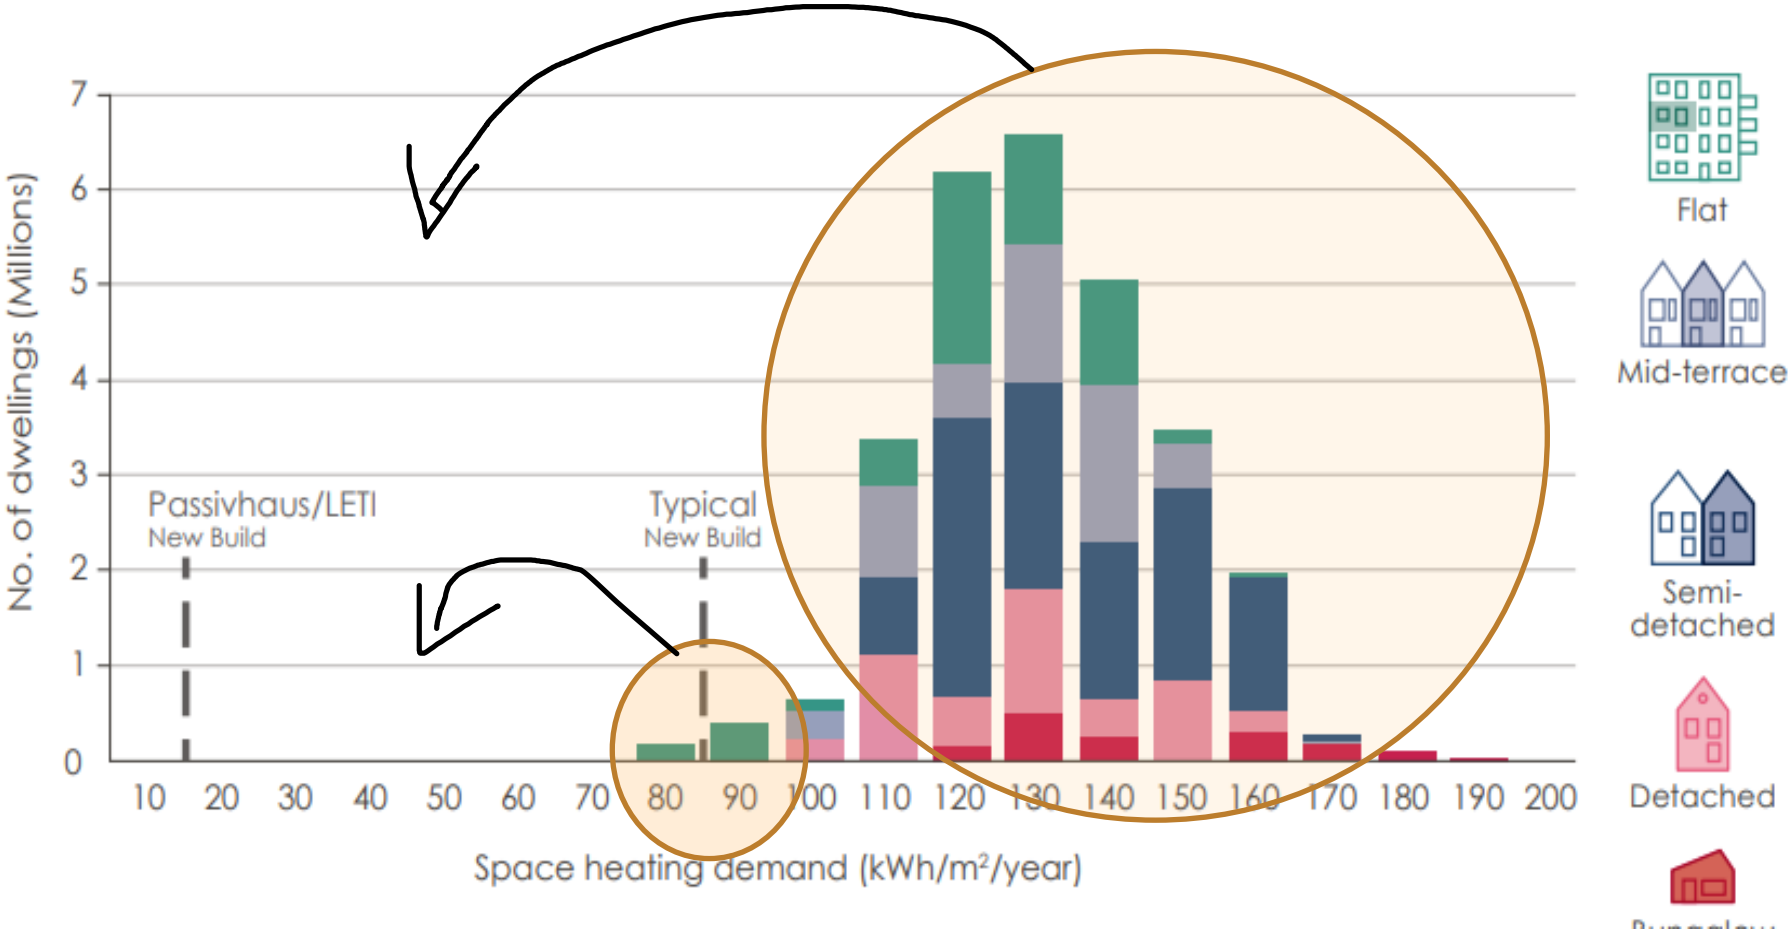 No. of dwellings (Millions)
7
6
5
4
3
2
1
0
Passivhaus/LETI
New Build
Typical
New Build
10 20 30 40 50 60 70 80 90 100 110 120 130 140 150 160 170 180 190 200
Space heating demand (kWh/m²/year)
Flat
Mid-terrace
Semi-
detached
Detached